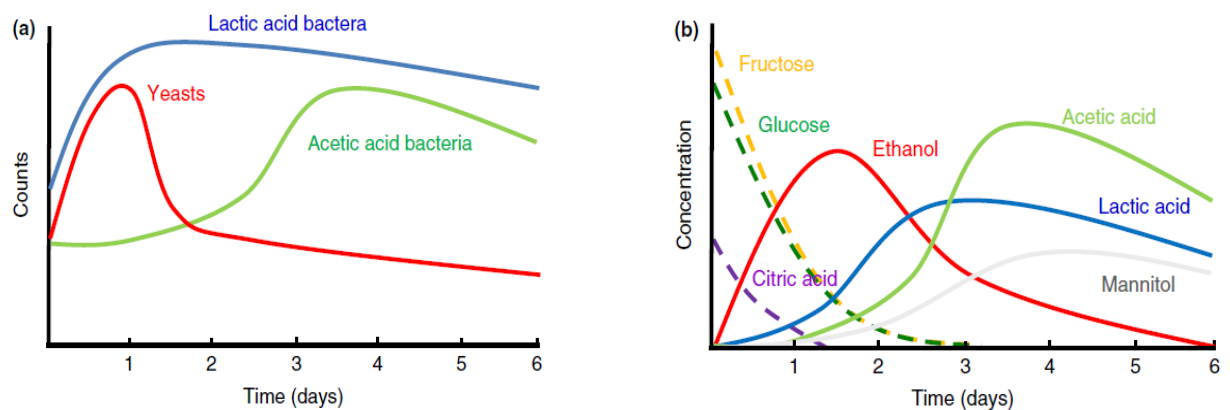 (a)
Lactic acid bactera
Yeasts
Acetic acid bacteria
Counts
1 2 3 4 5 6
Time (days)
(b)
Fructose
Glucose
Ethanol
Acetic acid
Lactic acid
Citric acid
Mannitol
Concentration
1 2 3 4 5 6
Time (days)